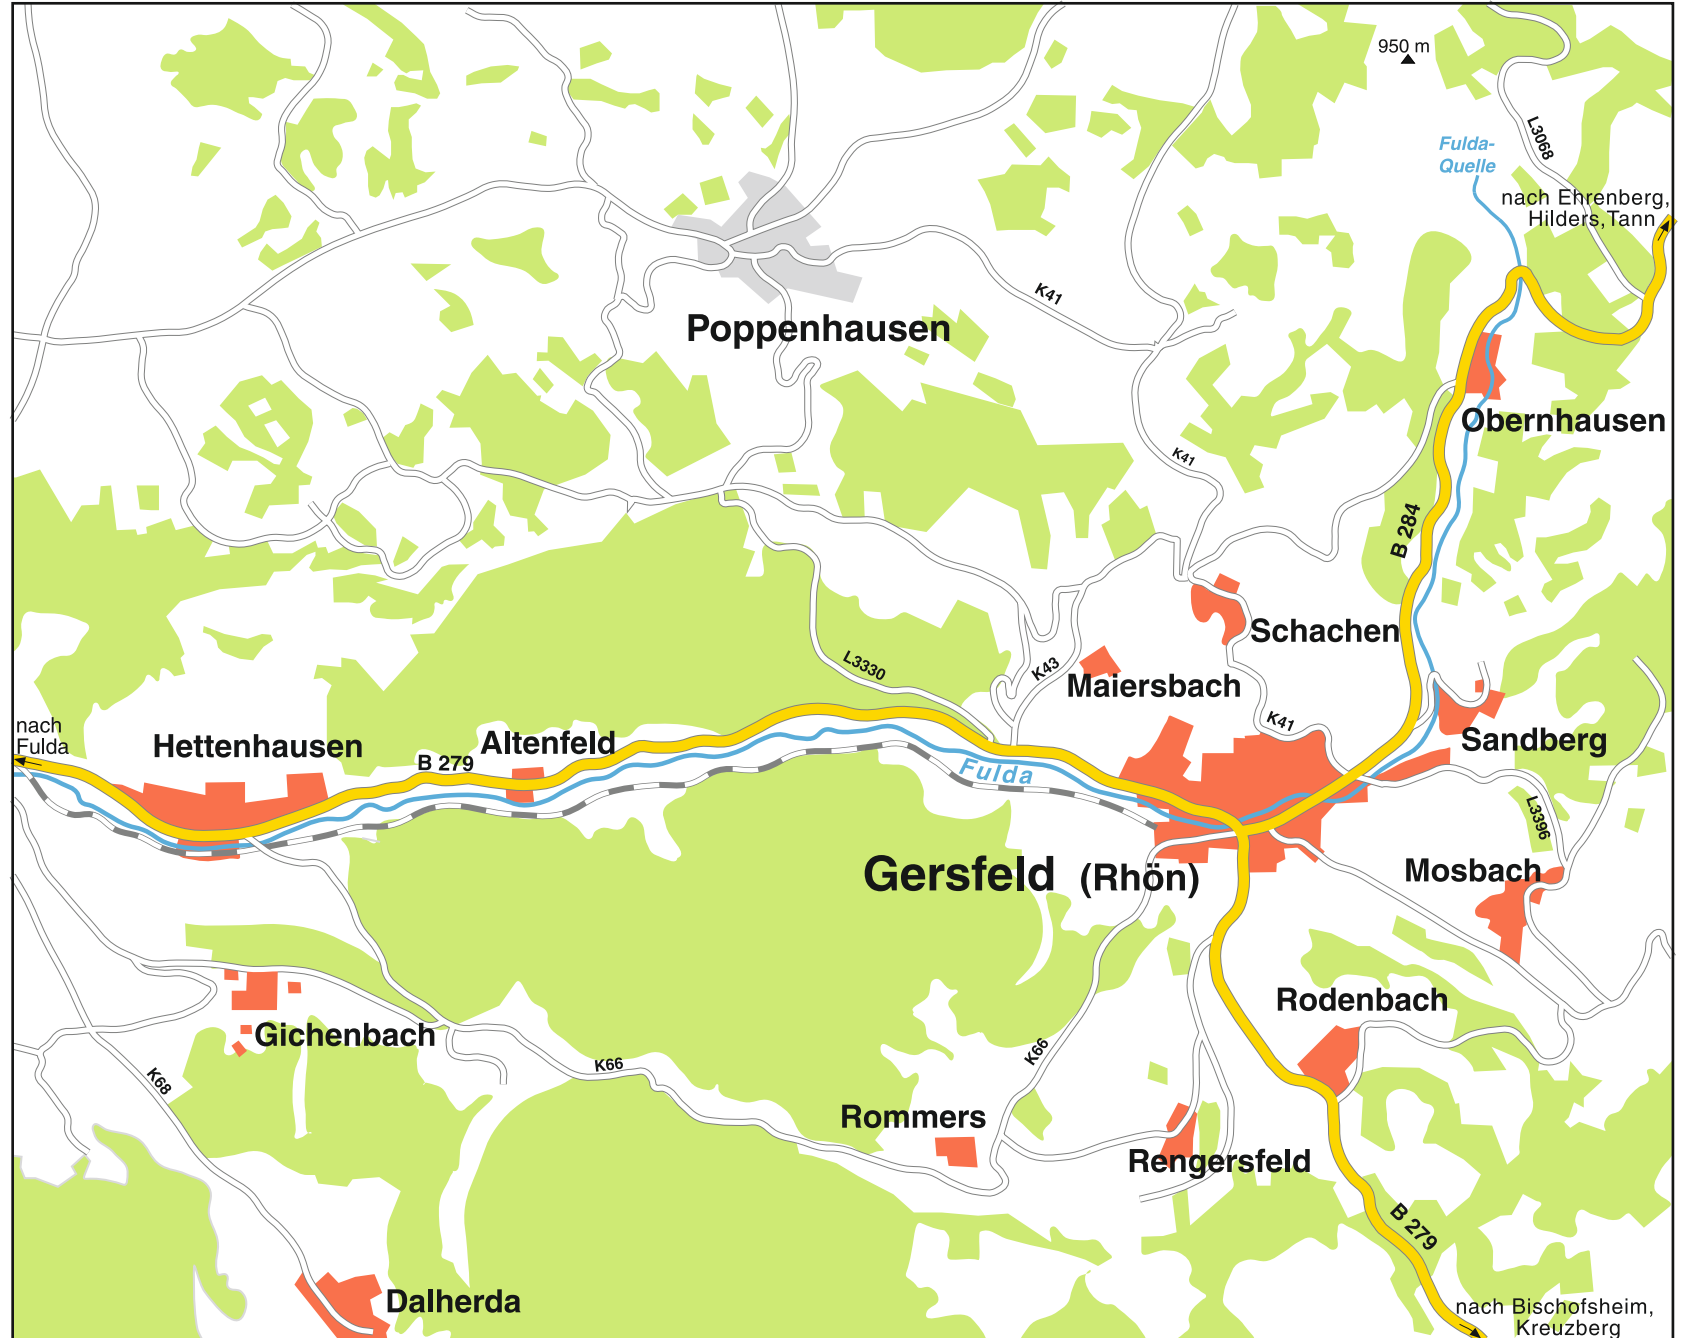 950 m
L3068
Fulda-
Quelle
nach Ehrenberg,
Hilders,Tann
K41
Poppenhausen
Obernhausen
K41
B 284
Schachen
L3330
K43
Maiersbach
nach
Fulda
Hettenhausen
Altenfeld
K41
Sandberg
B 279
Fulda
L3396
Gersfeld (Rhön)
Mosbach
Rodenbach
Gichenbach
K66
K66
K68
Rommers
Rengersfeld
B 279
Dalherda
nach Bischofsheim,
Kreuzberg